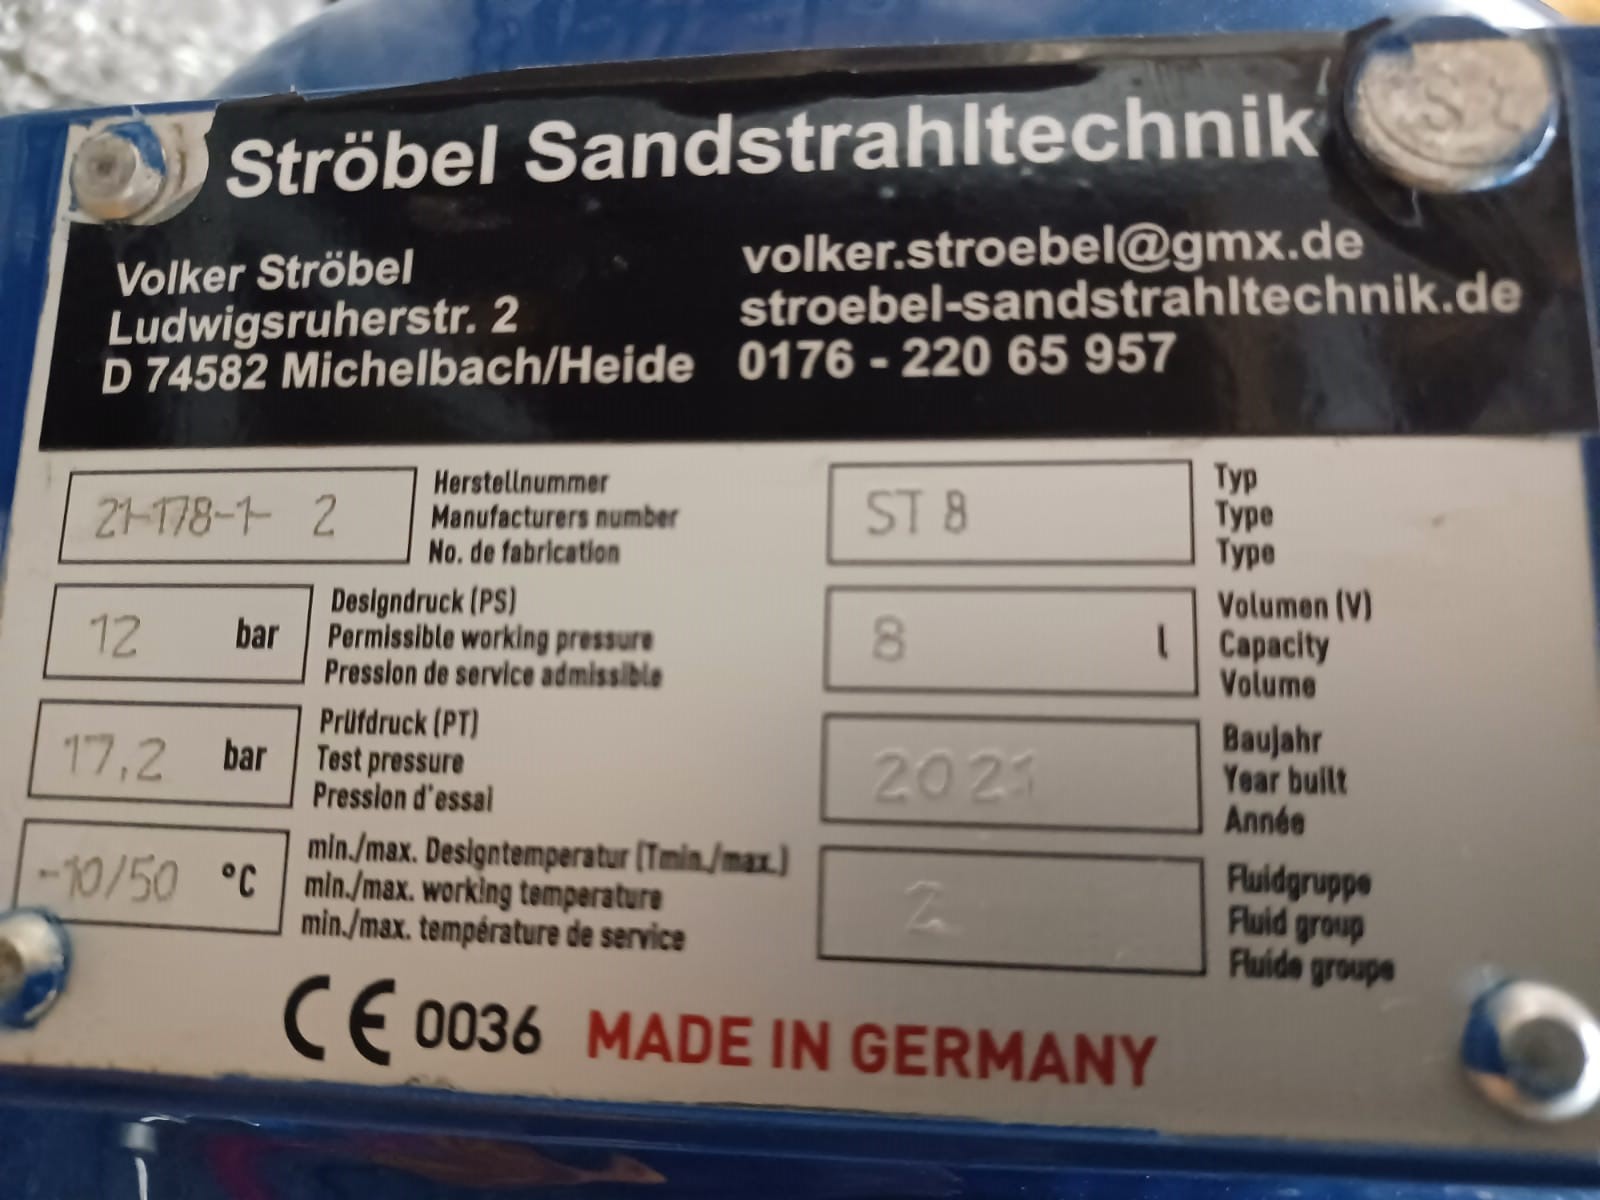 Ströbel Sandstrahltechnik
Volker Ströbel
Ludwigsruherstr. 2
D 74582 Michelbach/Heide
volker.stroebel@gmx.de
stroebel-sandstrahltechnik.de
0176 - 220 65 957
21-178-1- 2
Herstellnummer
Manufacturers number
No. de fabrication
ST 8
Typ
Type
Type
12 bar
Designdruck (PS)
Permissible working pressure
Pression de service admissible
8 l
Volumen (V)
Capacity
Volume
17,2 bar
Prüfdruck (PT)
Test pressure
Pression d'essai
2021
Baujahr
Year built
Année
-10/50 °C
min./max. Designtemperatur (Tmin./max.)
min./max. working temperature
min./max. température de service
2
Fluidgruppe
Fluid group
Fluide groupe
CE 0036 MADE IN GERMANY